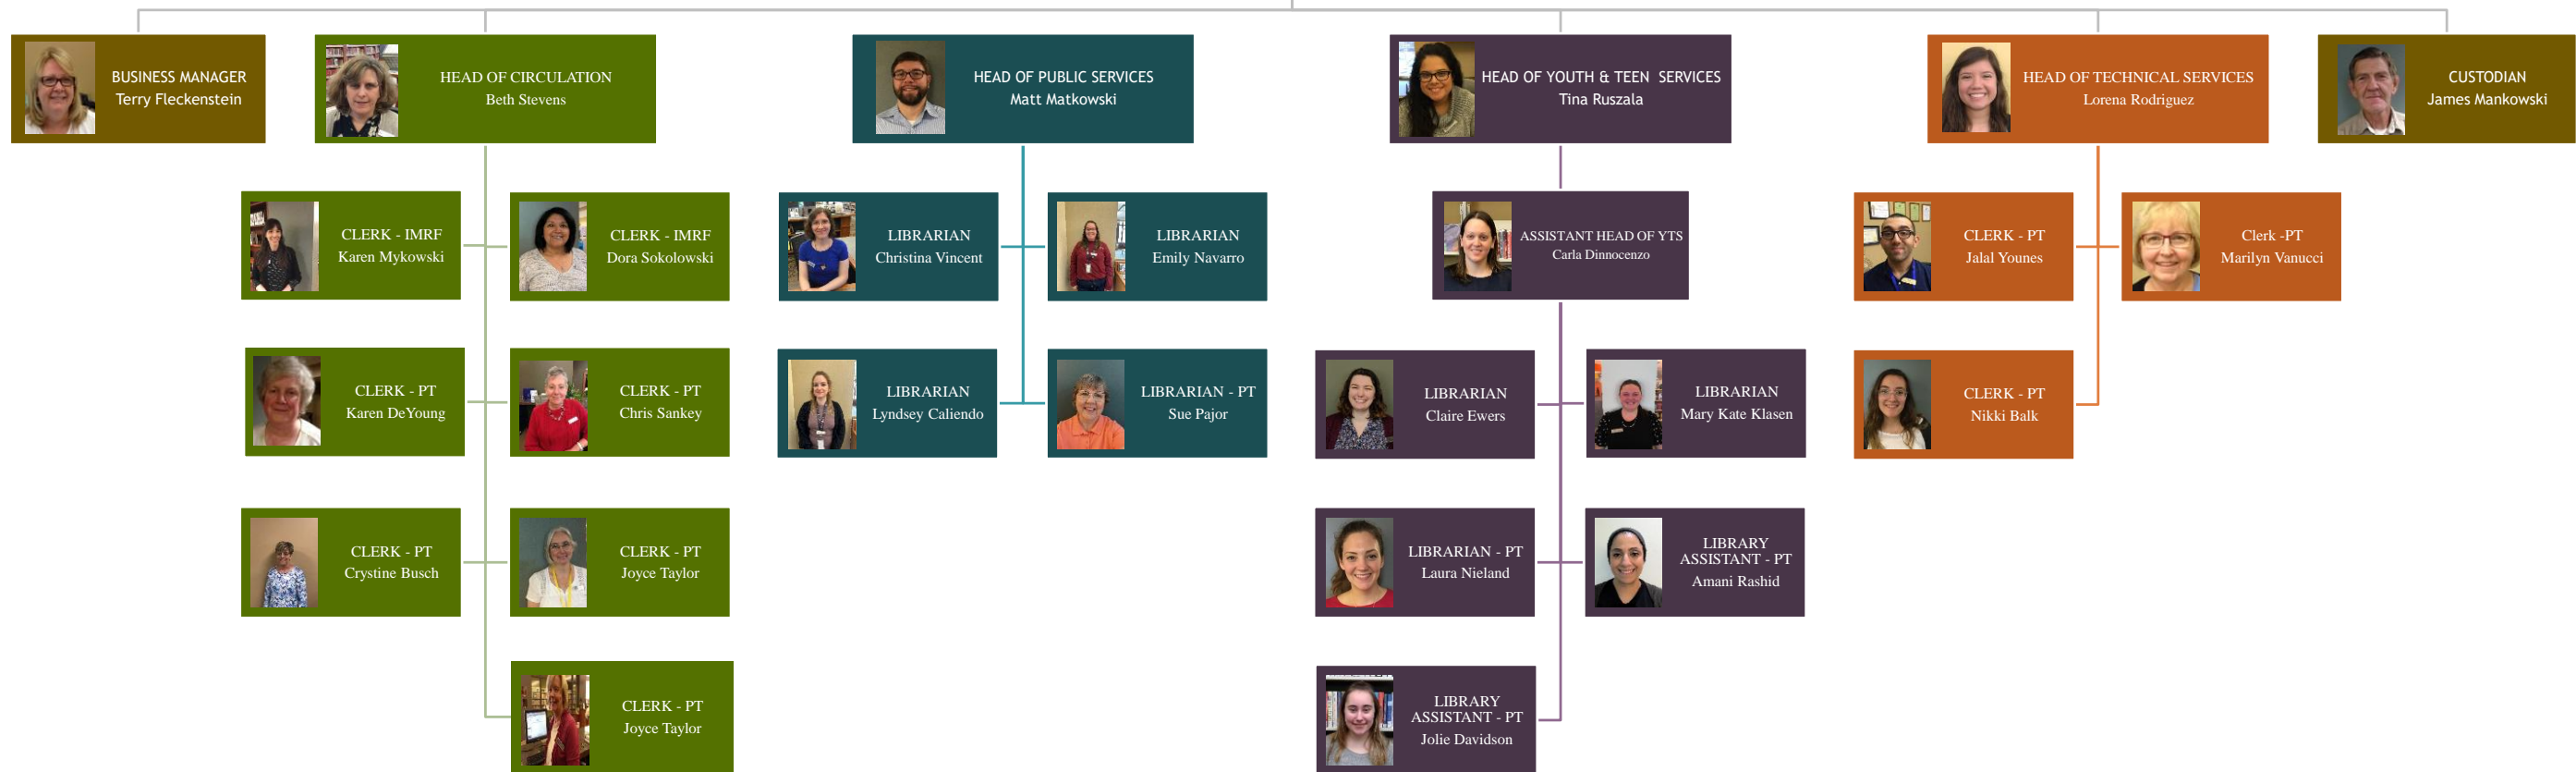 BUSINESS MANAGER
Terry Fleckenstein
HEAD OF CIRCULATION
Beth Stevens
HEAD OF PUBLIC SERVICES
Matt Matkowski
HEAD OF YOUTH & TEEN SERVICES
Tina Ruszala
HEAD OF TECHNICAL SERVICES
Lorena Rodriguez
CUSTODIAN
James Mankowski
CLERK - IMRF
Karen Mykowski
CLERK - IMRF
Dora Sokolowski
LIBRARIAN
Christina Vincent
LIBRARIAN
Emily Navarro
ASSISTANT HEAD OF YTS
Carla Dinnocenzo
CLERK - PT
Jalal Younes
Clerk -PT
Marilyn Vanucci
CLERK - PT
Karen DeYoung
CLERK - PT
Chris Sankey
LIBRARIAN
Lyndsey Caliendo
LIBRARIAN - PT
Sue Pajor
LIBRARIAN
Claire Ewers
LIBRARIAN
Mary Kate Klasen
CLERK - PT
Nikki Balk
CLERK - PT
Crystine Busch
CLERK - PT
Joyce Taylor
LIBRARIAN - PT
Laura Nieland
LIBRARY
ASSISTANT - PT
Amani Rashid
CLERK - PT
Joyce Taylor
LIBRARY
ASSISTANT - PT
Jolie Davidson